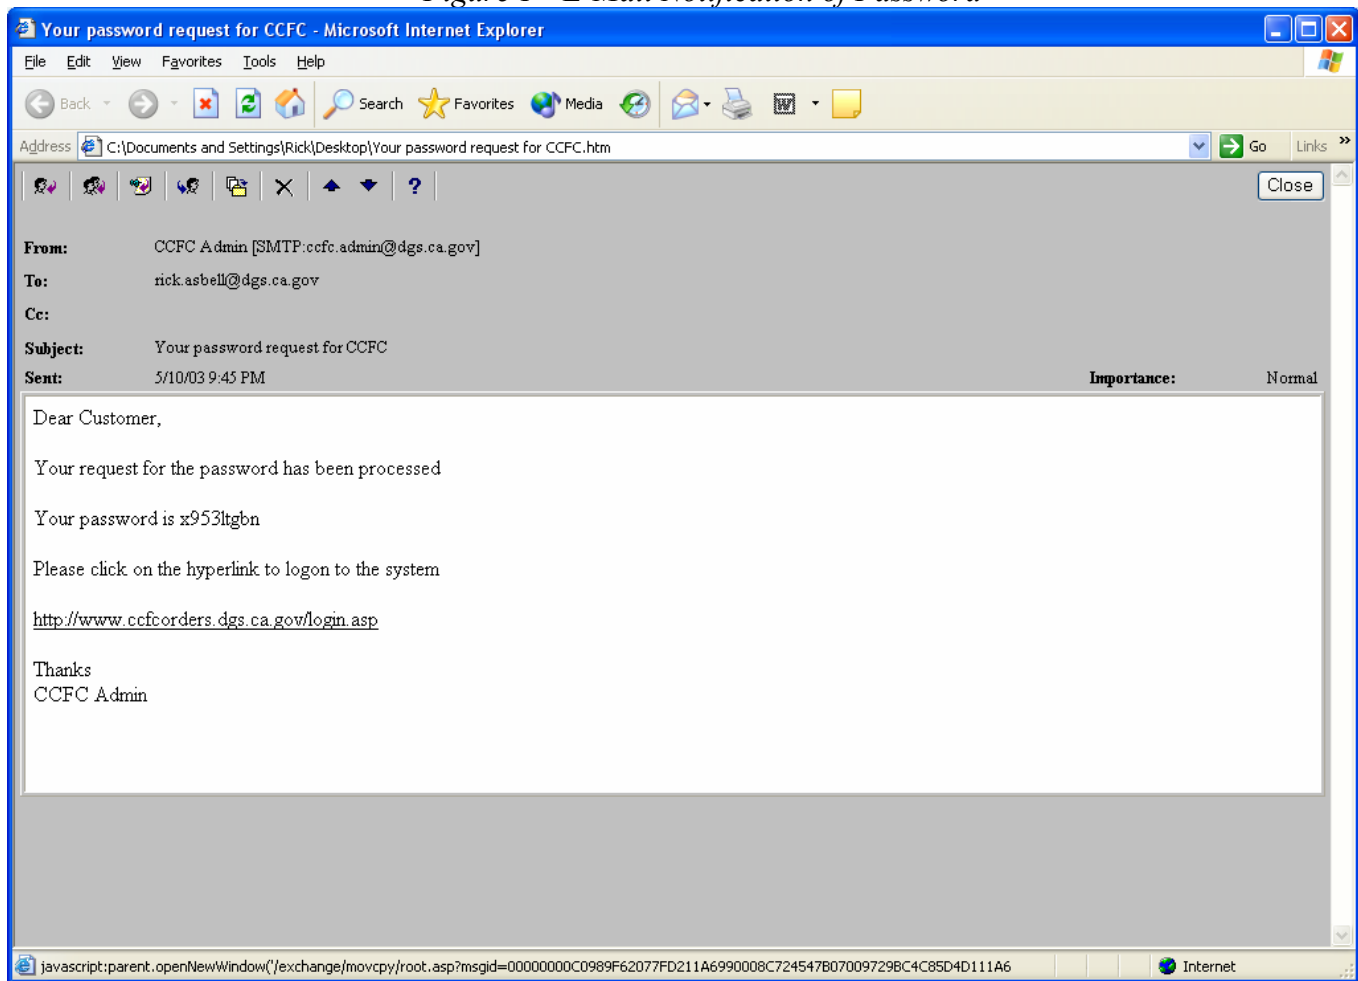 Your password request for CCFC - Microsoft Internet Explorer
File Edit View Favorites Tools Help
Back Search Favorites Media
Address C:\Documents and Settings\Rick\Desktop\Your password request for CCFC.htm Go Links »
? Close
From: CCFC Admin [SMTP:ccfc.admin@dgs.ca.gov]
To: rick.asbell@dgs.ca.gov
Cc:
Subject: Your password request for CCFC
Sent: 5/10/03 9:45 PM Importance: Normal
Dear Customer,
Your request for the password has been processed
Your password is x953ltgbn
Please click on the hyperlink to logon to the system
http://www.ccfcorders.dgs.ca.gov/login.asp
Thanks
CCFC Admin
javascript:parent.openNewWindow('/exchange/movcpy/root.asp?msgid=00000000C0989F62077FD211A6990008C724547B07009729BC4C85D4D111A6 Internet